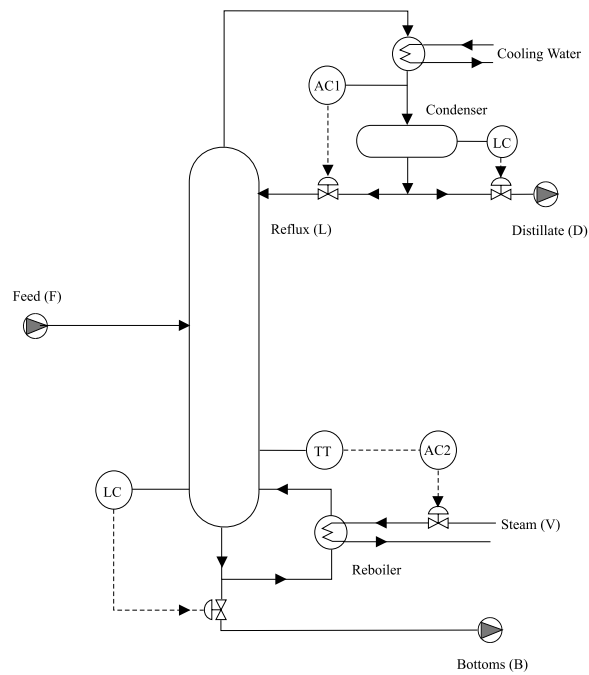 Cooling Water
AC1
Condenser
LC
Reflux (L)
Distillate (D)
Feed (F)
TT
AC2
LC
Steam (V)
Reboiler
Bottoms (B)